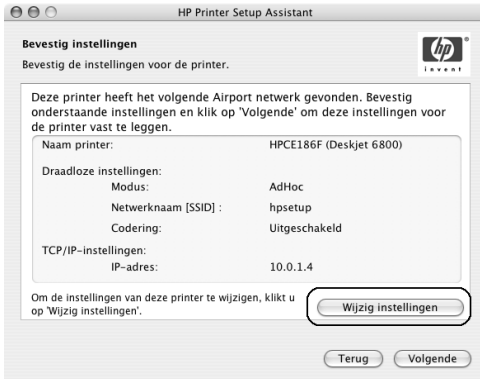 HP Printer Setup Assistant
Bevestig instellingen
Bevestig de instellingen voor de printer.
hp
invent
Deze printer heeft het volgende Airport netwerk gevonden. Bevestig
onderstaande instellingen en klik op 'Volgende' om deze instellingen voor
de printer vast te leggen.
Naam printer: HPCE186F (Deskjet 6800)
Draadloze instellingen:
Modus: AdHoc
Netwerknaam [SSID] : hpsetup
Codering: Uitgeschakeld
TCP/IP-instellingen:
IP-adres: 10.0.1.4
Om de instellingen van deze printer te wijzigen, klikt u
op 'Wijzig instellingen'.
Wijzig instellingen
Terug Volgende